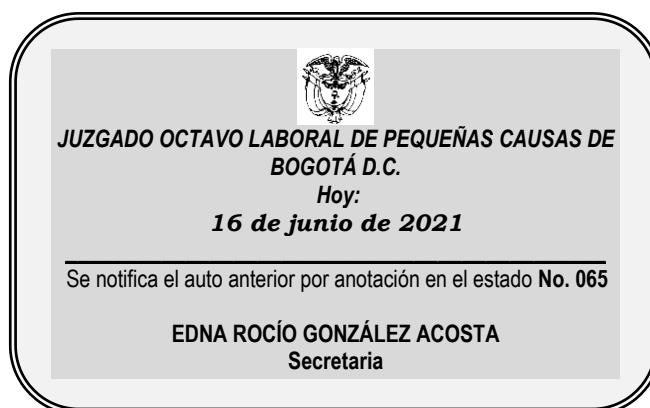 JUZGADO OCTAVO LABORAL DE PEQUEÑAS CAUSAS DE
BOGOTÁ D.C.
Hoy:
16 de junio de 2021
Se notifica el auto anterior por anotación en el estado No. 065
EDNA ROCÍO GONZÁLEZ ACOSTA
Secretaria